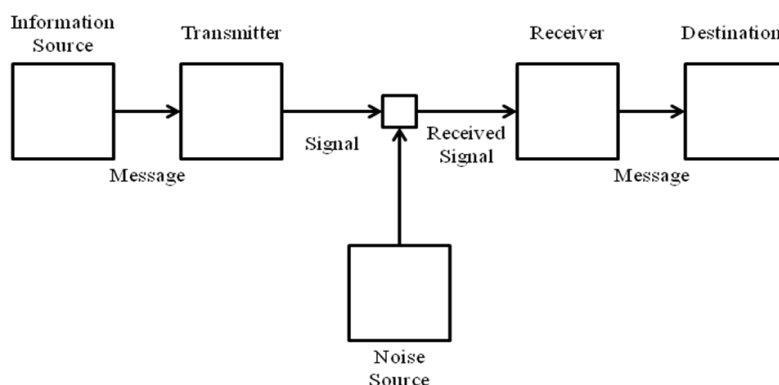 Information
Source
Transmitter
Receiver
Destination
Signal
Received
Signal
Message
Message
Noise
Source